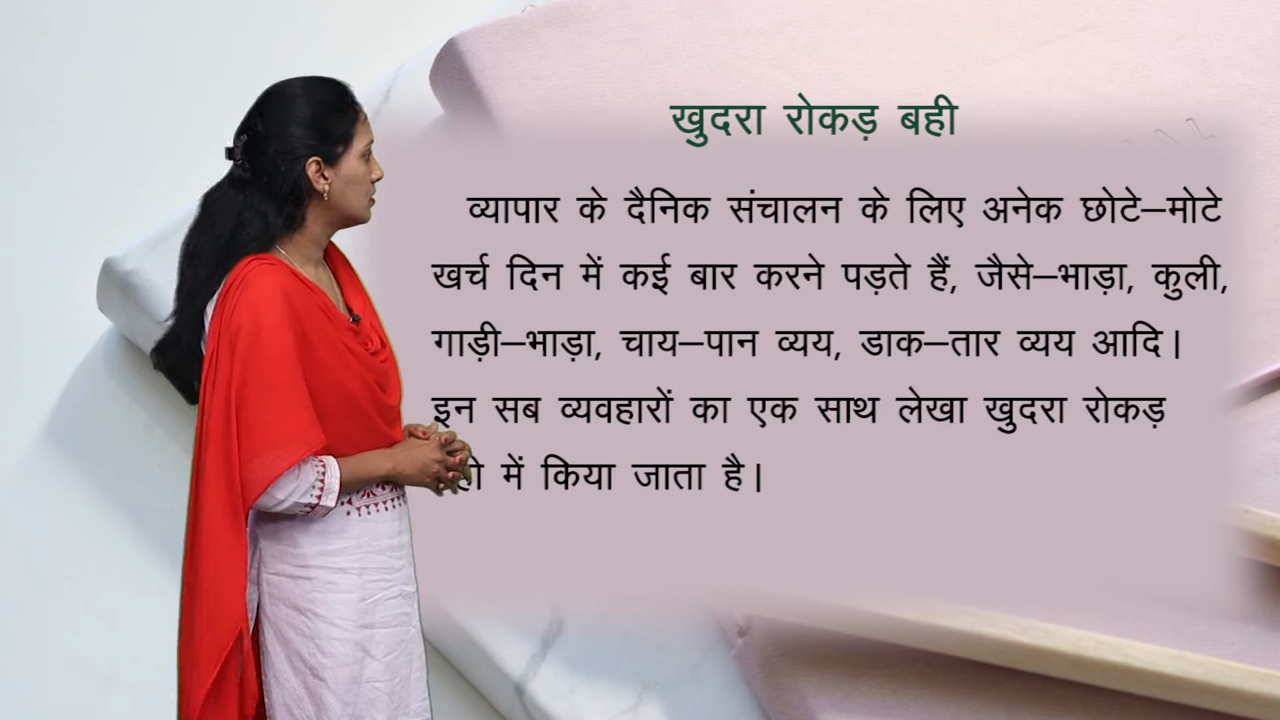 खुदरा रोकड़ बही
व्यापार के दैनिक संचालन के लिए अनेक छोटे–मोटे
खर्च दिन में कई बार करने पड़ते हैं, जैसे–भाड़ा, कुली,
गाड़ी–भाड़ा, चाय–पान व्यय, डाक–तार व्यय आदि।
इन सब व्यवहारों का एक साथ लेखा खुदरा रोकड़
में किया जाता है।